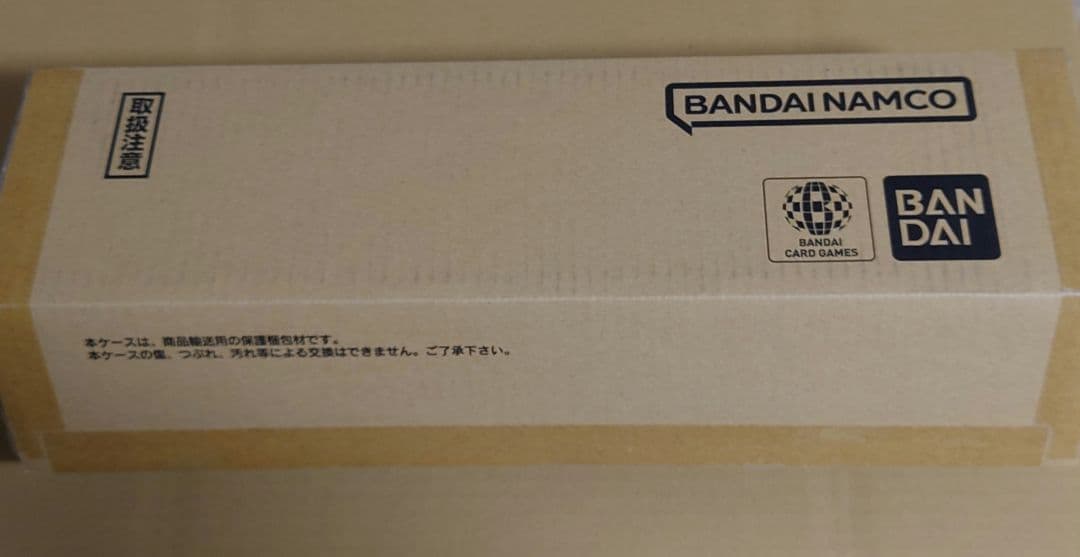 取扱注意
BANDAI NAMCO
BANDAI
CARD GAMES
BAN
DAI
本ケースは、商品輸送用の保護梱包材です。
本ケースの傷、つぶれ、汚れ等による交換はできません。ご了承下さい。